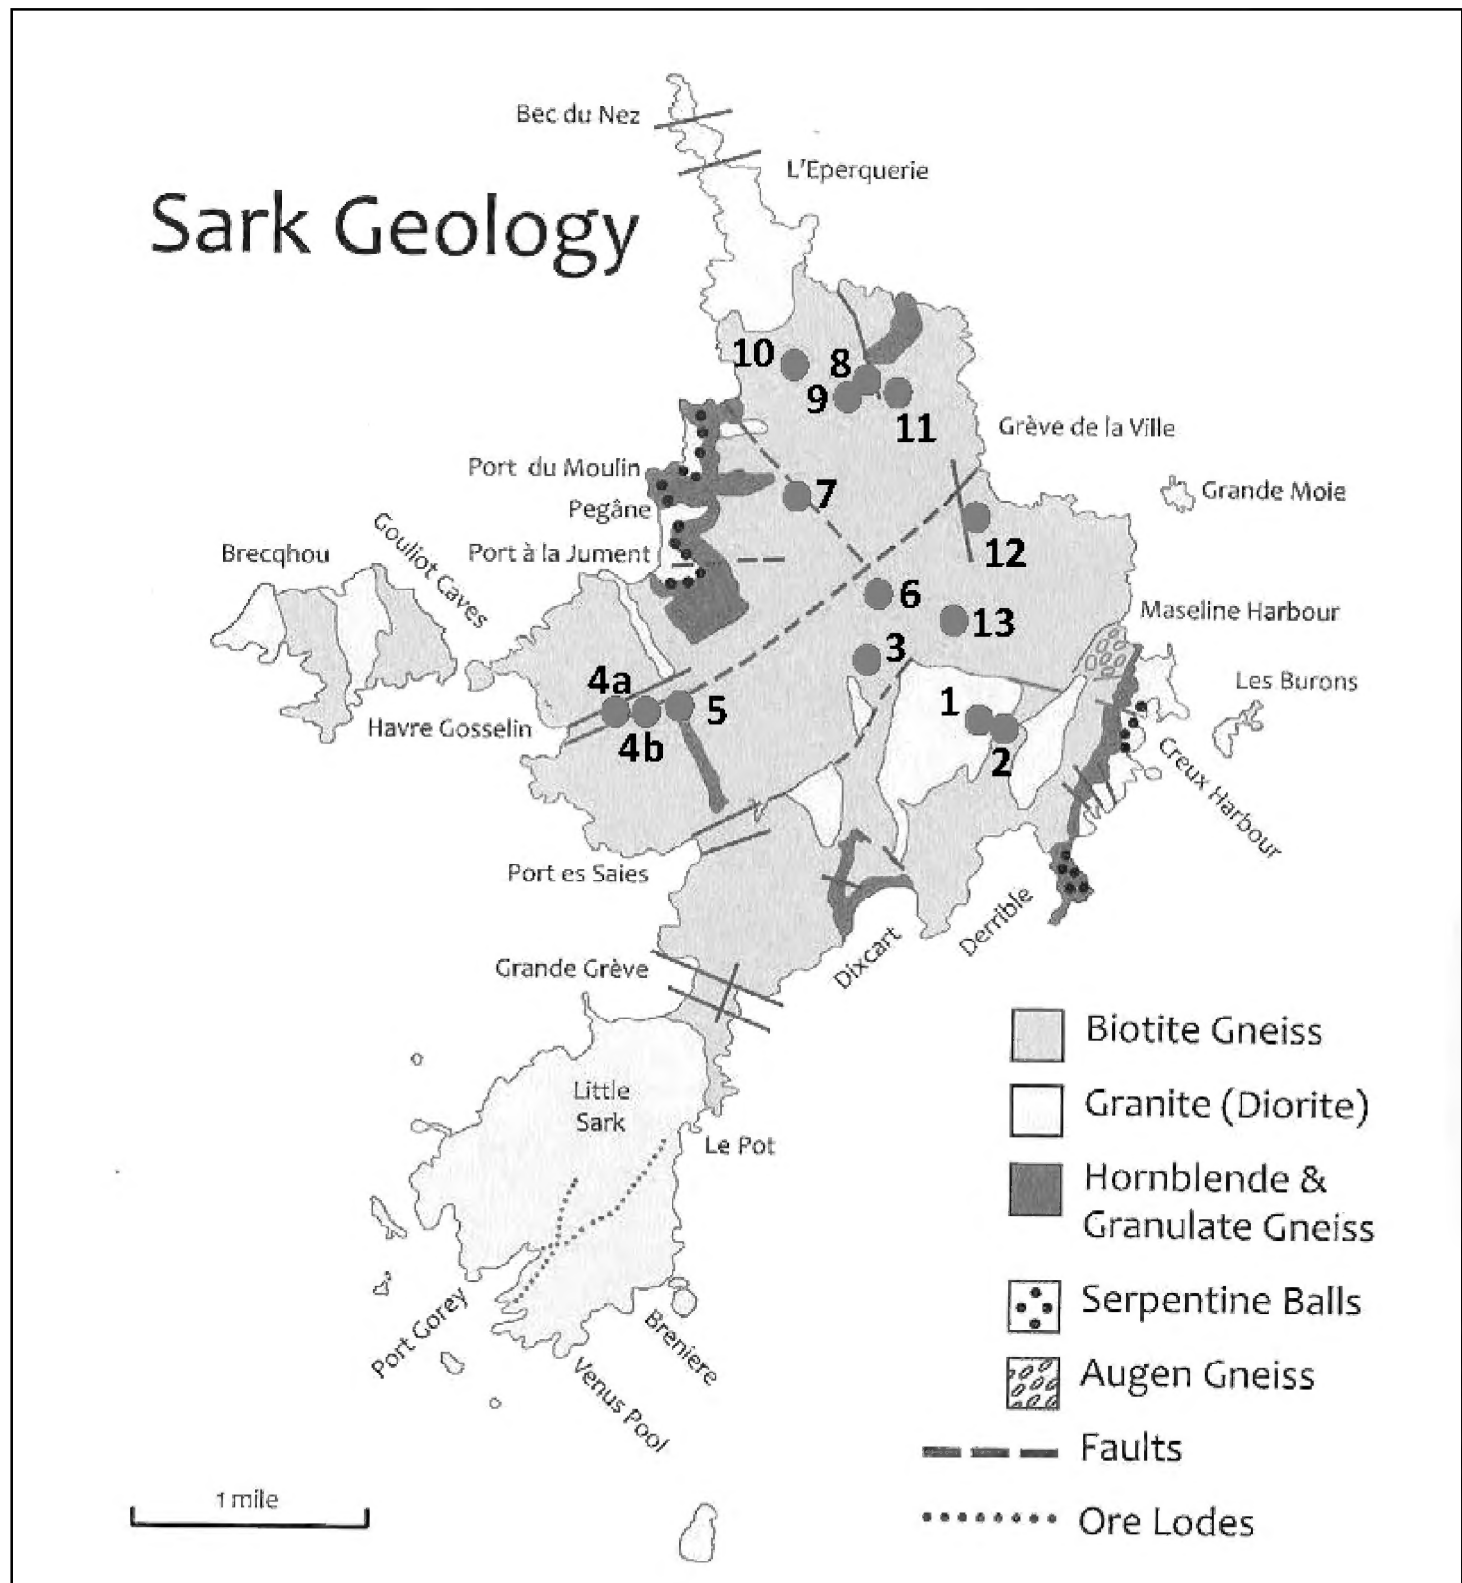 Bec du Nez
L'Eperquerie
Sark Geology
10
8
9
11
Grève de la Ville
Port du Moulin
7
Grande Moie
Pegâne
Gouliot Caves
Brecqhou
Port à la Jument
12
6
Maseline Harbour
13
3
4a
Les Burons
1
5
Havre Gosselin
4b
2
Creux Harbour
Port es Saies
Derrible
Dixcart
Grande Grève
Biotite Gneiss
Little
Sark
Granite (Diorite)
Le Pot
Hornblende &
Granulate Gneiss
Port Gorey
Breniere
Venus Pool
Serpentine Balls
Augen Gneiss
Faults
1 mile
Ore Lodes